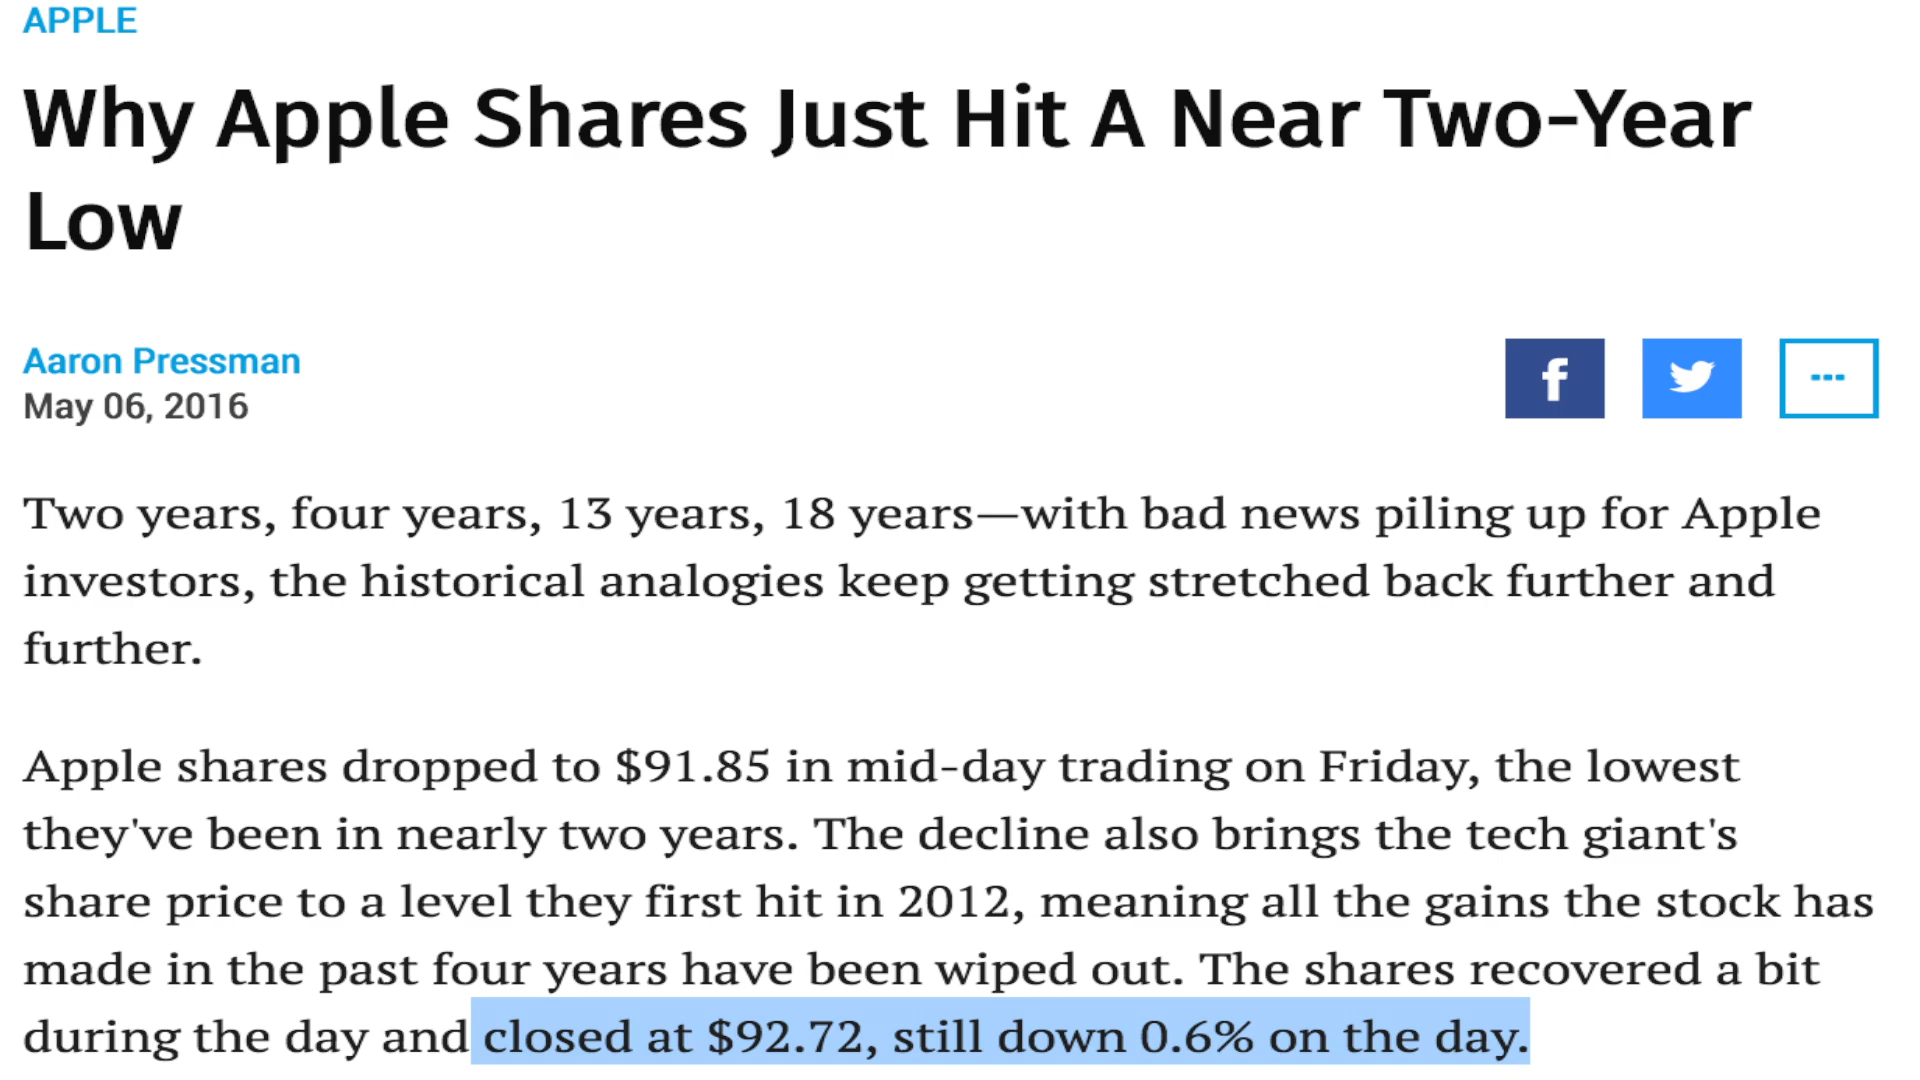 APPLE
Why Apple Shares Just Hit A Near Two-Year
Low
Aaron Pressman
May 06, 2016
f
Two years, four years, 13 years, 18 years—with bad news piling up for Apple
investors, the historical analogies keep getting stretched back further and
further.
Apple shares dropped to $91.85 in mid-day trading on Friday, the lowest
they've been in nearly two years. The decline also brings the tech giant's
share price to a level they first hit in 2012, meaning all the gains the stock has
made in the past four years have been wiped out. The shares recovered a bit
during the day and closed at $92.72, still down 0.6% on the day.